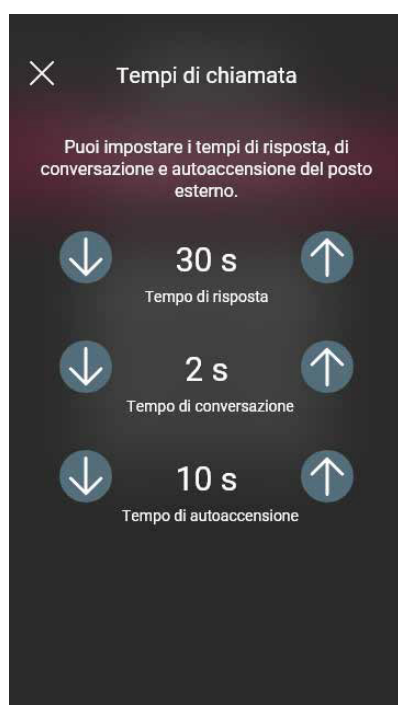 Tempi di chiamata
Puoi impostare i tempi di risposta, di
conversazione e autoaccensione del posto
esterno.
30 s
Tempo di risposta
2 s
Tempo di conversazione
10 s
Tempo di autoaccensione